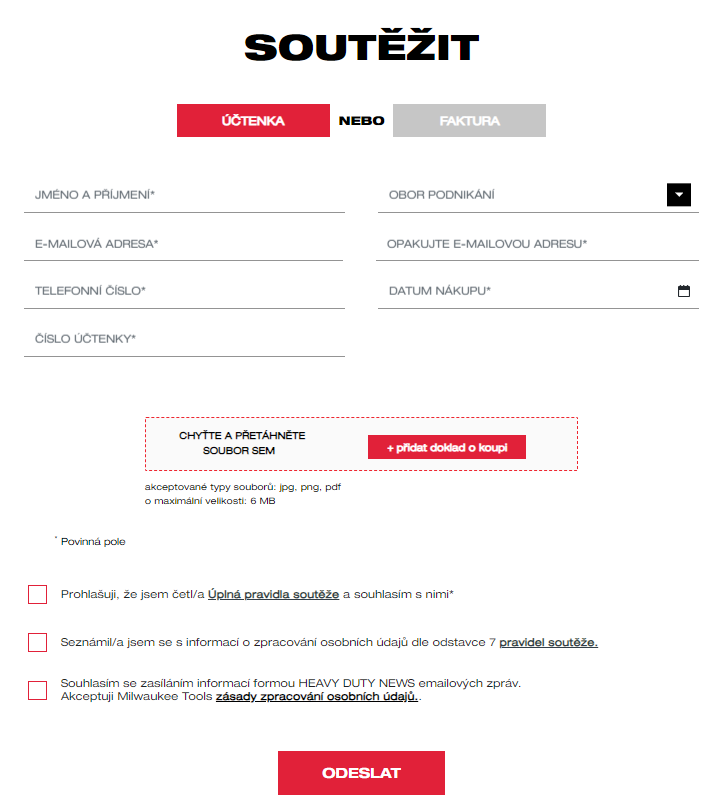 SOUTĚŽIT
ÚČTENKA NEBO FAKTURA
JMÉNO A PŘÍJMENÍ* OBOR PODNIKÁNÍ
E-MAILOVÁ ADRESA* OPAKUJTE E-MAILOVOU ADRESU*
TELEFONNÍ ČÍSLO* DATUM NÁKUPU*
ČÍSLO ÚČTENKY*
CHYŤTE A PŘETÁHNĚTE
SOUBOR SEM
+ přidat doklad o koupi
akceptované typy souborů: jpg, png, pdf
o maximální velikosti: 6 MB
* Povinná pole
Prohlašuji, že jsem četl/a Úplná pravidla soutěže a souhlasím s nimi*
Seznámil/a jsem se s informací o zpracování osobních údajů dle odstavce 7 pravidel soutěže.
Souhlasím se zasíláním informací formou HEAVY DUTY NEWS emailových zpráv.
Akceptuji Milwaukee Tools zásady zpracování osobních údajů..
ODESLAT